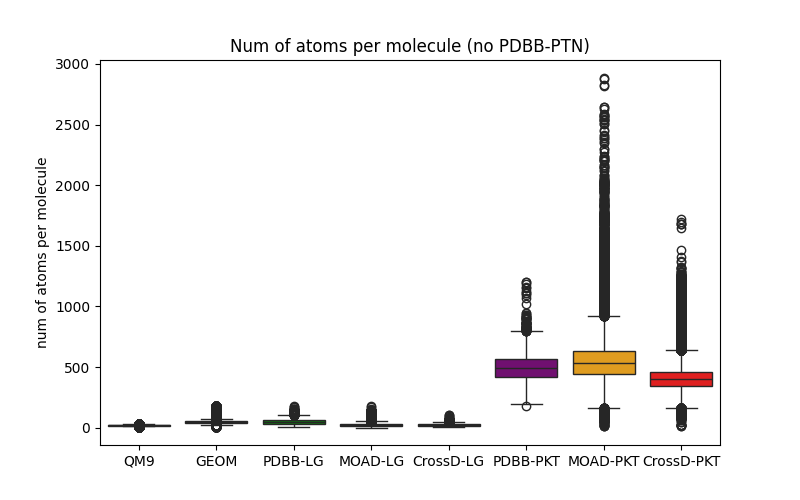 Num of atoms per molecule (no PDBB-PTN)
num of atoms per molecule
3000
2500
2000
1500
1000
500
0
QM9 GEOM PDBB-LG MOAD-LG CrossD-LG PDBB-PKT MOAD-PKT CrossD-PKT